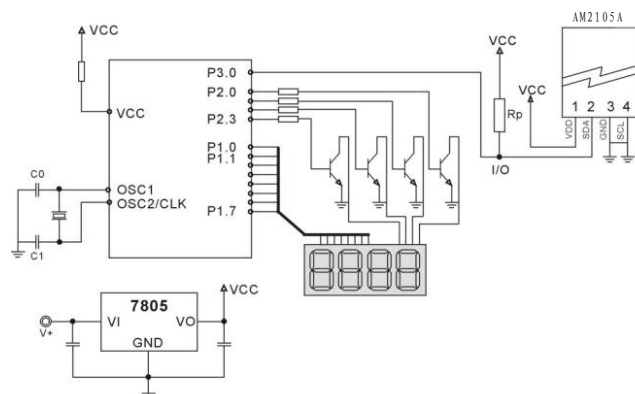 AM2105A
VCC
VCC
VCC
P3.0
P2.0
P2.3
VCC
Rp
1 2 3 4
VDD
SDA
GND
SCL
I/O
P1.0
P1.1
P1.7
C0
OSC1
OSC2/CLK
C1
VCC
7805
V+
VI
VO
GND